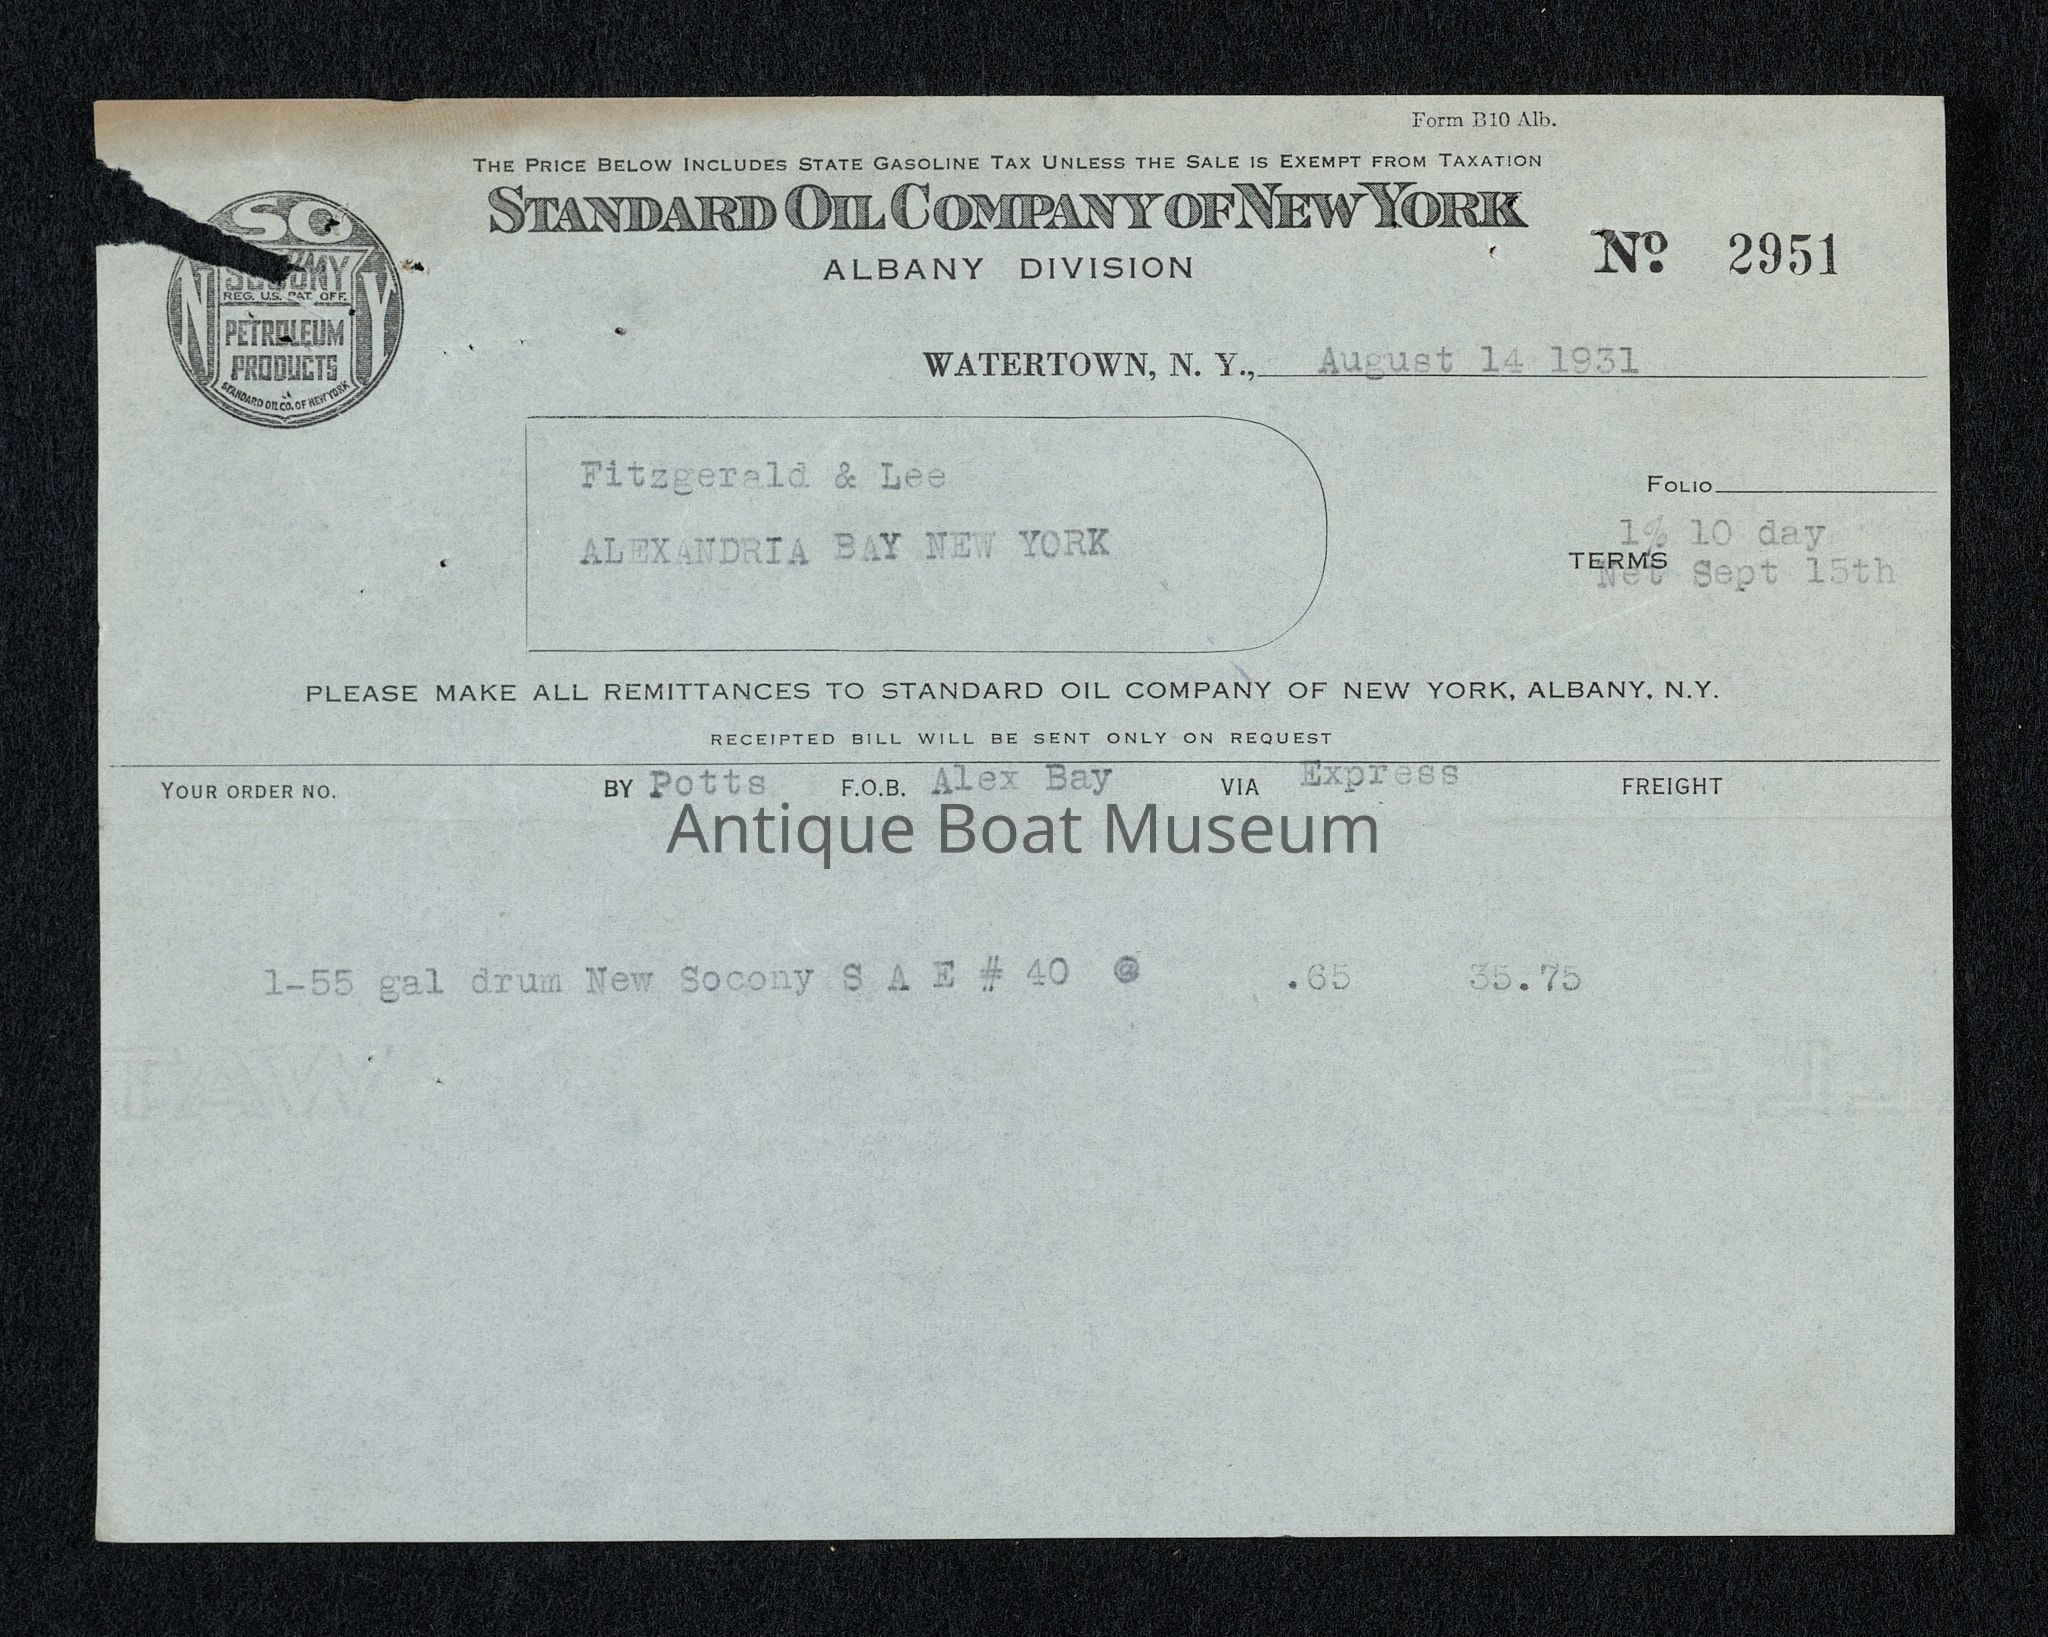 Form B10 Alb.
THE PRICE BELOW INCLUDES STATE GASOLINE TAX UNLESS THE SALE IS EXEMPT FROM TAXATION
STANDARD OIL COMPANY OF NEW YORK
ALBANY DIVISION
No. 2951
SO
NY
SOCONY
REG. U.S. PAT. OFF.
PETROLEUM
PRODUCTS
STANDARD OIL CO. OF NEW YORK
WATERTOWN, N. Y., August 14 1931
Fitzgerald & Lee
ALEXANDRIA BAY NEW YORK
FOLIO
1% 10 day
TERMS
Net Sept 15th
PLEASE MAKE ALL REMITTANCES TO STANDARD OIL COMPANY OF NEW YORK, ALBANY, N.Y.
RECEIPTED BILL WILL BE SENT ONLY ON REQUEST
YOUR ORDER NO. BY Potts F.O.B. Alex Bay VIA Express FREIGHT
Antique Boat Museum
1-55 gal drum New Socony S A E # 40 @ .65 35.75